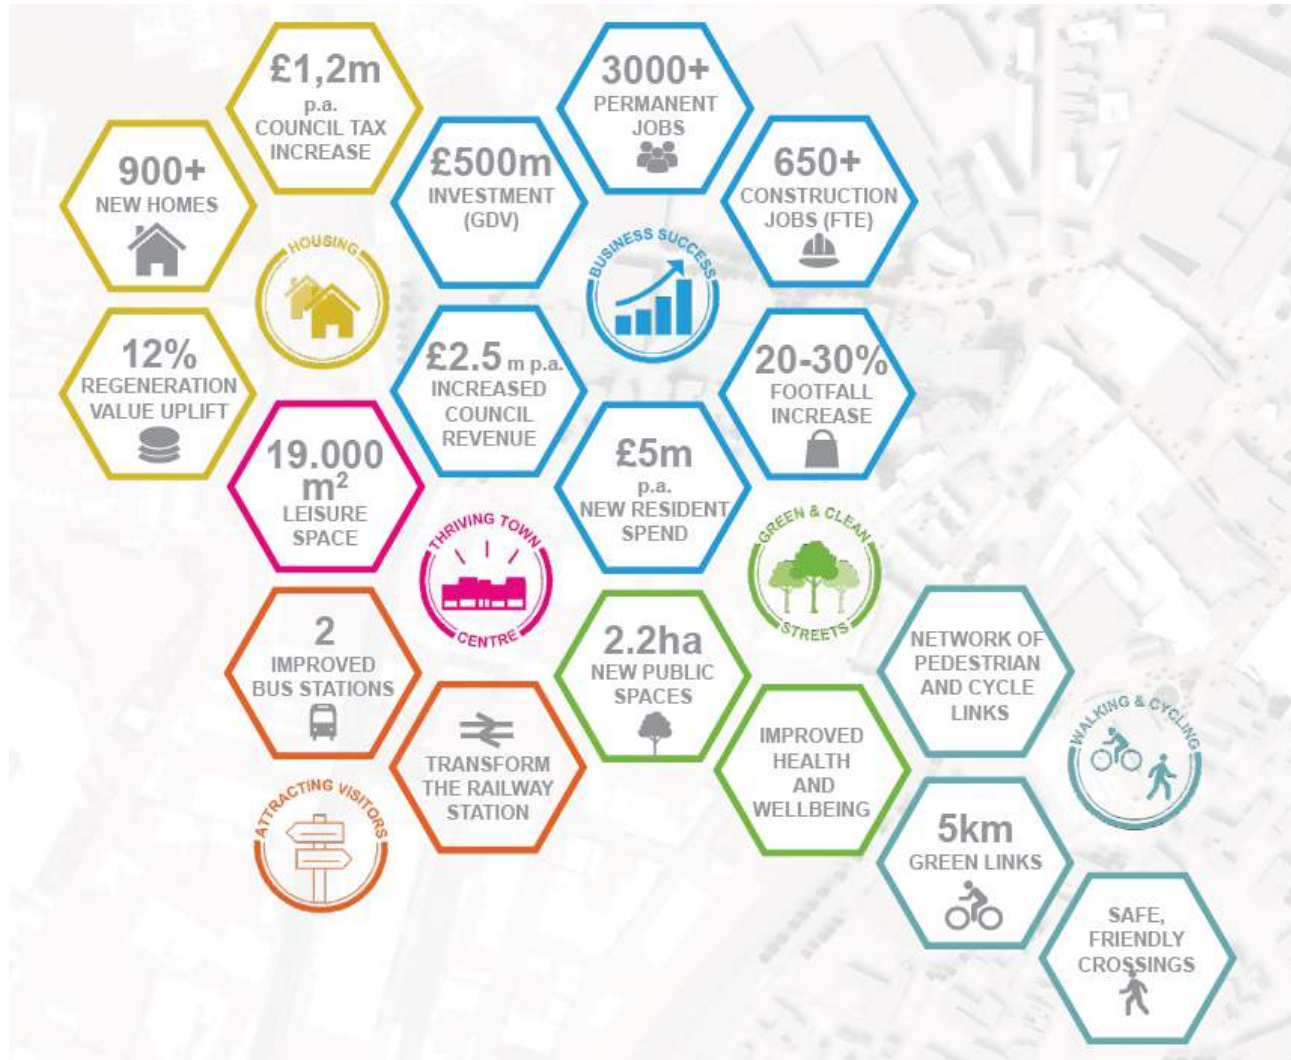 £1,2m
p.a.
COUNCIL TAX
INCREASE
3000+
PERMANENT
JOBS
900+
NEW HOMES
£500m
INVESTMENT
(GDV)
650+
CONSTRUCTION
JOBS (FTE)
HOUSING
BUSINESS SUCCESS
12%
REGENERATION
VALUE UPLIFT
£2.5 m p.a.
INCREASED
COUNCIL
REVENUE
20-30%
FOOTFALL
INCREASE
19.000
m²
LEISURE
SPACE
£5m
p.a.
NEW RESIDENT
SPEND
THRIVING TOWN
CENTRE
GREEN & CLEAN
STREETS
2
IMPROVED
BUS STATIONS
2.2ha
NEW PUBLIC
SPACES
NETWORK OF
PEDESTRIAN
AND CYCLE
LINKS
TRANSFORM
THE RAILWAY
STATION
IMPROVED
HEALTH
AND
WELLBEING
WALKING & CYCLING
ATTRACTING VISITORS
5km
GREEN LINKS
SAFE,
FRIENDLY
CROSSINGS